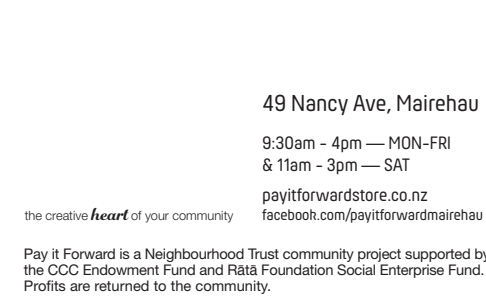 49 Nancy Ave, Mairehau
9:30am - 4pm — MON-FRI
& 11am - 3pm — SAT
payitforwardstore.co.nz
facebook.com/payitforwardmairehau
the creative heart of your community
Pay it Forward is a Neighbourhood Trust community project supported by
the CCC Endowment Fund and Rātā Foundation Social Enterprise Fund.
Profits are returned to the community.